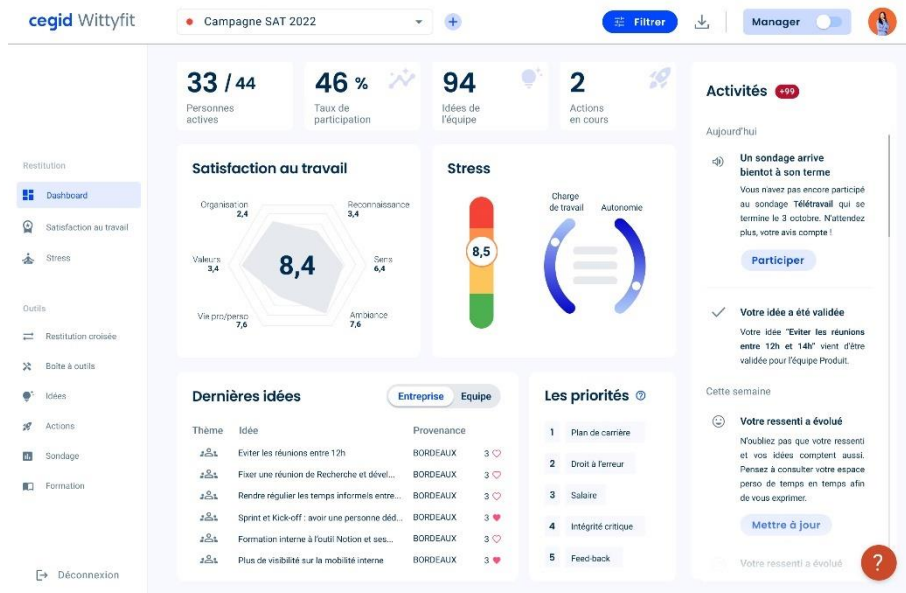 cegid Wittyfit
Campagne SAT 2022
+
Filtrer
Manager
Restitution
Dashboard
Satisfaction au travail
Stress
Outils
Restitution croisée
Boîte à outils
Idées
Actions
Sondage
Formation
Déconnexion
33 / 44
Personnes
actives
46 %
Taux de
participation
94
Idées de
l'équipe
2
Actions
en cours
Satisfaction au travail
Organisation
2,4
Reconnaissance
3,4
Valeurs
3,4
8,4
Sens
6,4
Vie pro/perso
7,6
Ambiance
7,6
Stress
8,5
Charge
de travail
Autonomie
Dernières idées
Entreprise Equipe
Thème Idée Provenance
Eviter les réunions entre 12h BORDEAUX 3
Fixer une réunion de Recherche et dével... BORDEAUX 3
Rendre régulier les temps informels entre... BORDEAUX 3
Sprint et Kick-off : avoir une personne déd... BORDEAUX 3
Formation interne à l'outil Notion et ses... BORDEAUX 3
Plus de visibilité sur la mobilité interne BORDEAUX 3
Les priorités ?
1 Plan de carrière
2 Droit à l'erreur
3 Salaire
4 Intégrité critique
5 Feed-back
Activités +99
Aujourd'hui
Un sondage arrive
bientot à son terme
Vous n'avez pas encore participé
au sondage Télétravail qui se
termine le 3 octobre. N'attendez
plus, votre avis compte !
Participer
Votre idée a été validée
Votre idée "Eviter les réunions
entre 12h et 14h" vient d'être
validée pour l'équipe Produit.
Cette semaine
Votre ressenti a évolué
N'oubliez pas que votre ressenti
et vos idées comptent aussi.
Pensez à consulter votre espace
perso de temps en temps afin
de vous exprimer.
Mettre à jour
Votre ressenti a évolué
?